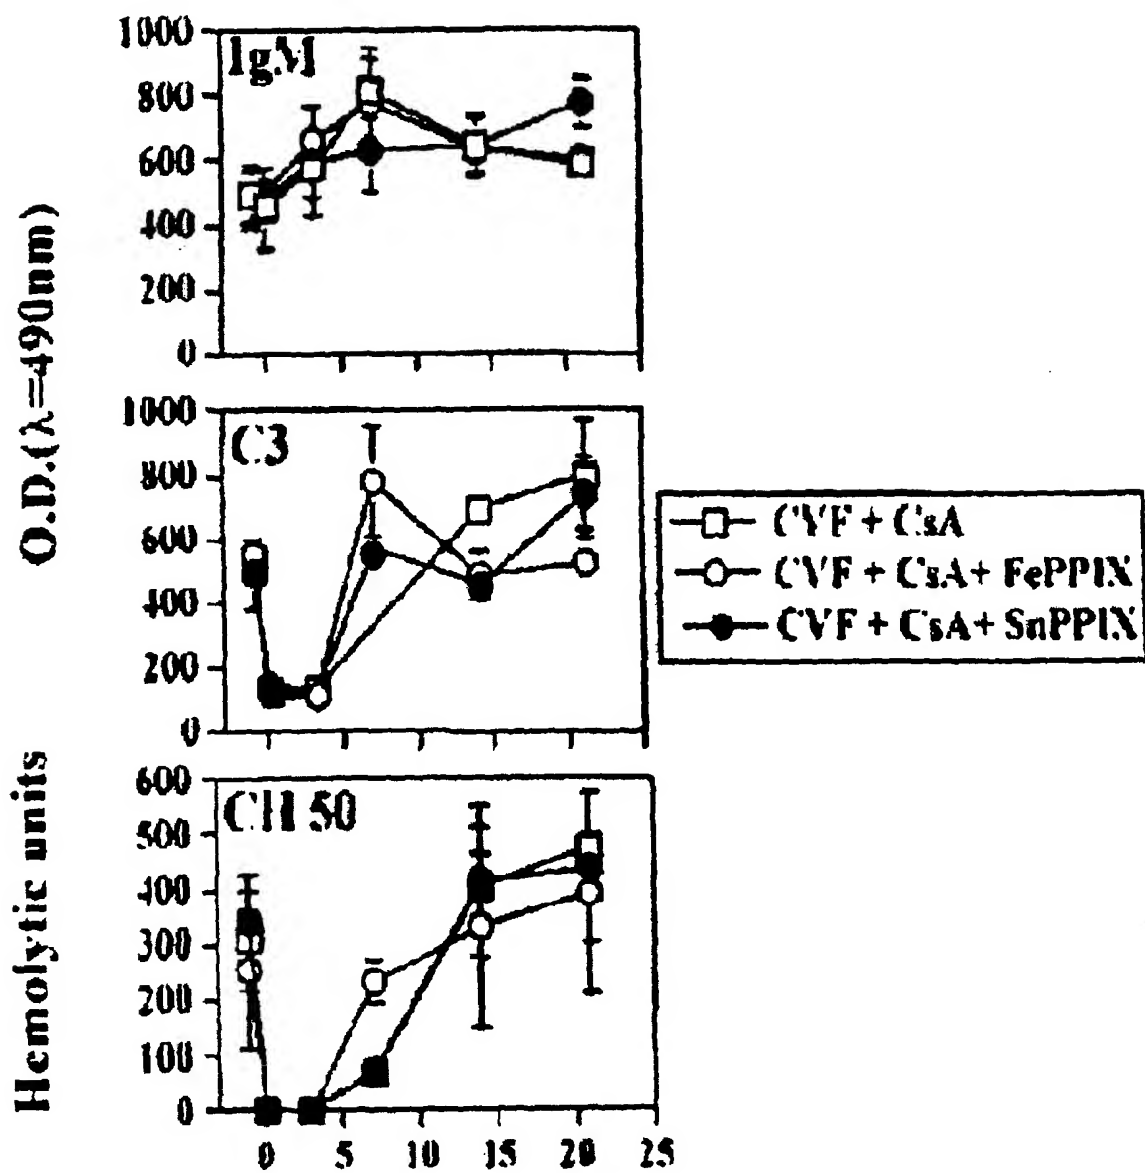 O.D.(λ=490nm)
1000
800
600
400
200
0
IgM
1000
800
600
400
200
0
C3
CVF + CsA
CVF + CsA+ FePPIX
CVF + CsA+ SnPPIX
Hemolytic units
600
500
400
300
200
100
0
CH 50
0 5 10 15 20 25